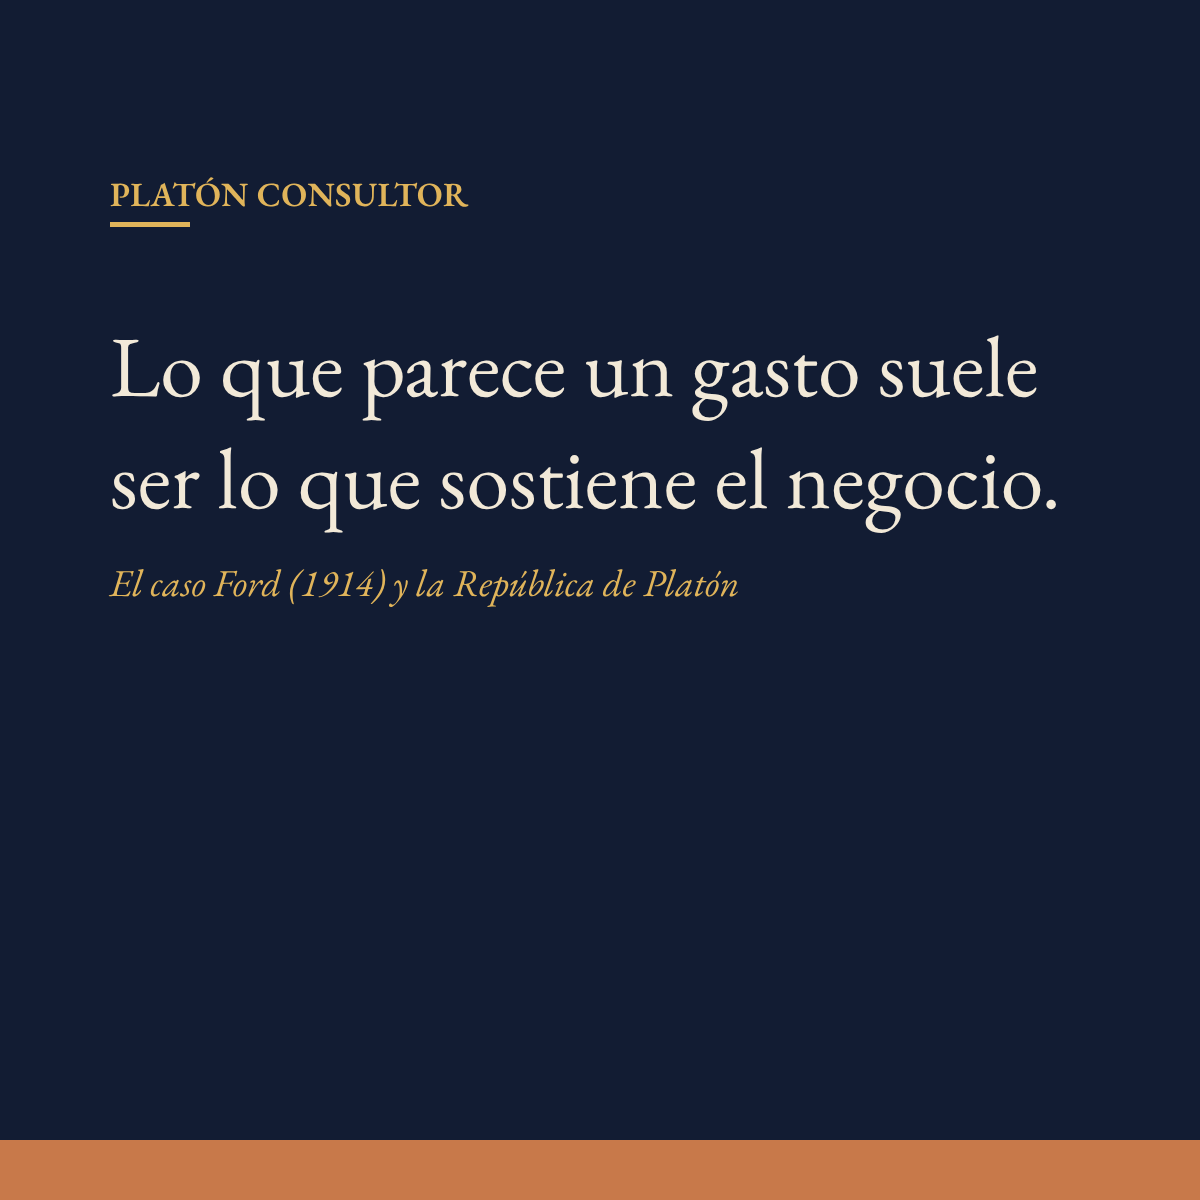 PLATÓN CONSULTOR
Lo que parece un gasto suele
ser lo que sostiene el negocio.
El caso Ford (1914) y la República de Platón